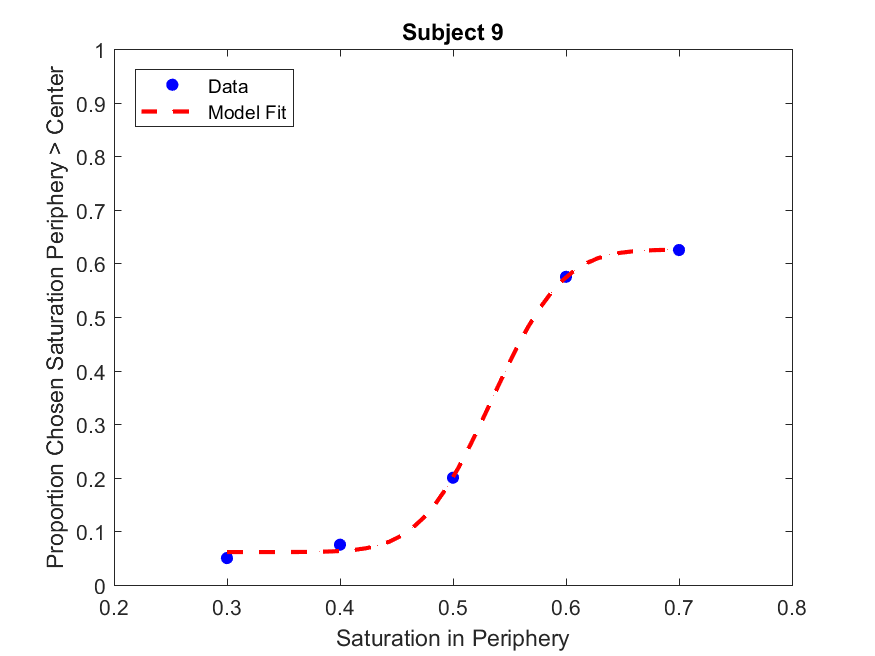 Subject 9
Data
Model Fit
Proportion Chosen Saturation Periphery > Center
1
0.9
0.8
0.7
0.6
0.5
0.4
0.3
0.2
0.1
0
0.2 0.3 0.4 0.5 0.6 0.7 0.8
Saturation in Periphery